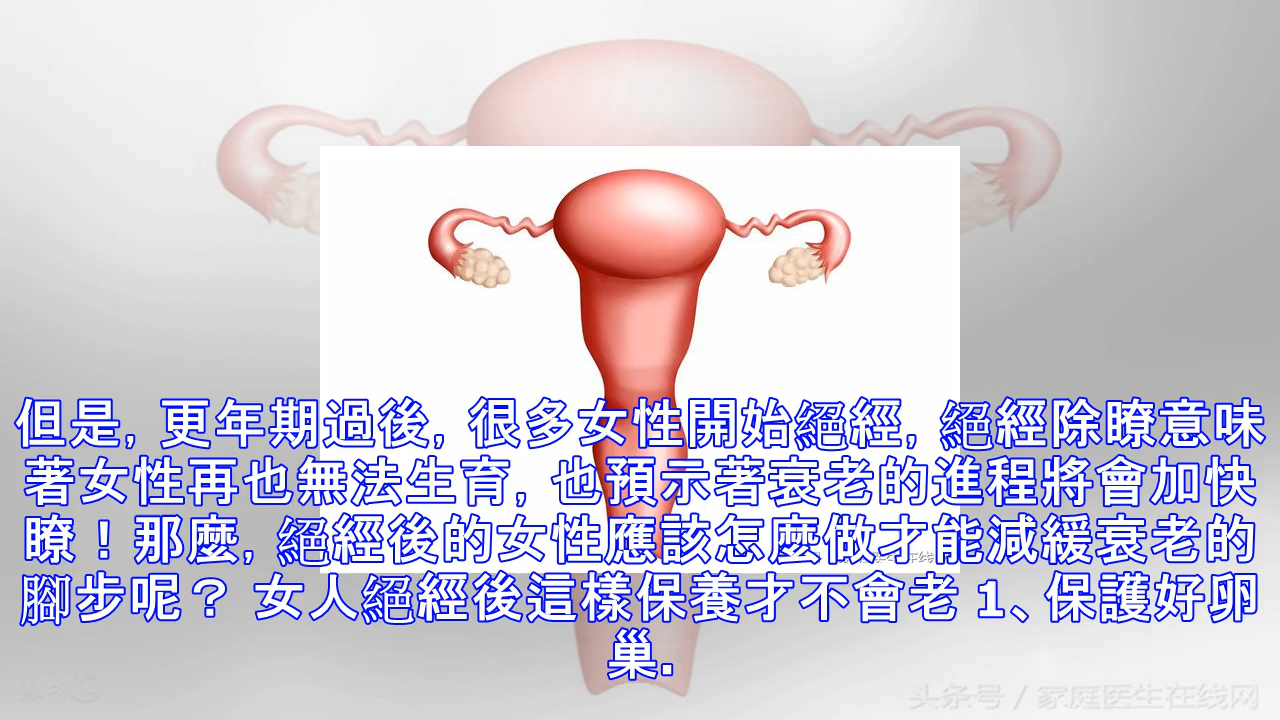 但是, 更年期過後, 很多女性開始絕經, 絕經除瞭意味
著女性再也無法生育, 也預示著衰老的進程將會加快
瞭！那麼, 絕經後的女性應該怎麼做才能減緩衰老的
腳步呢？ 女人絕經後這樣保養才不會老 1、保護好卵
巢.
头条号 / 家庭医生在线网